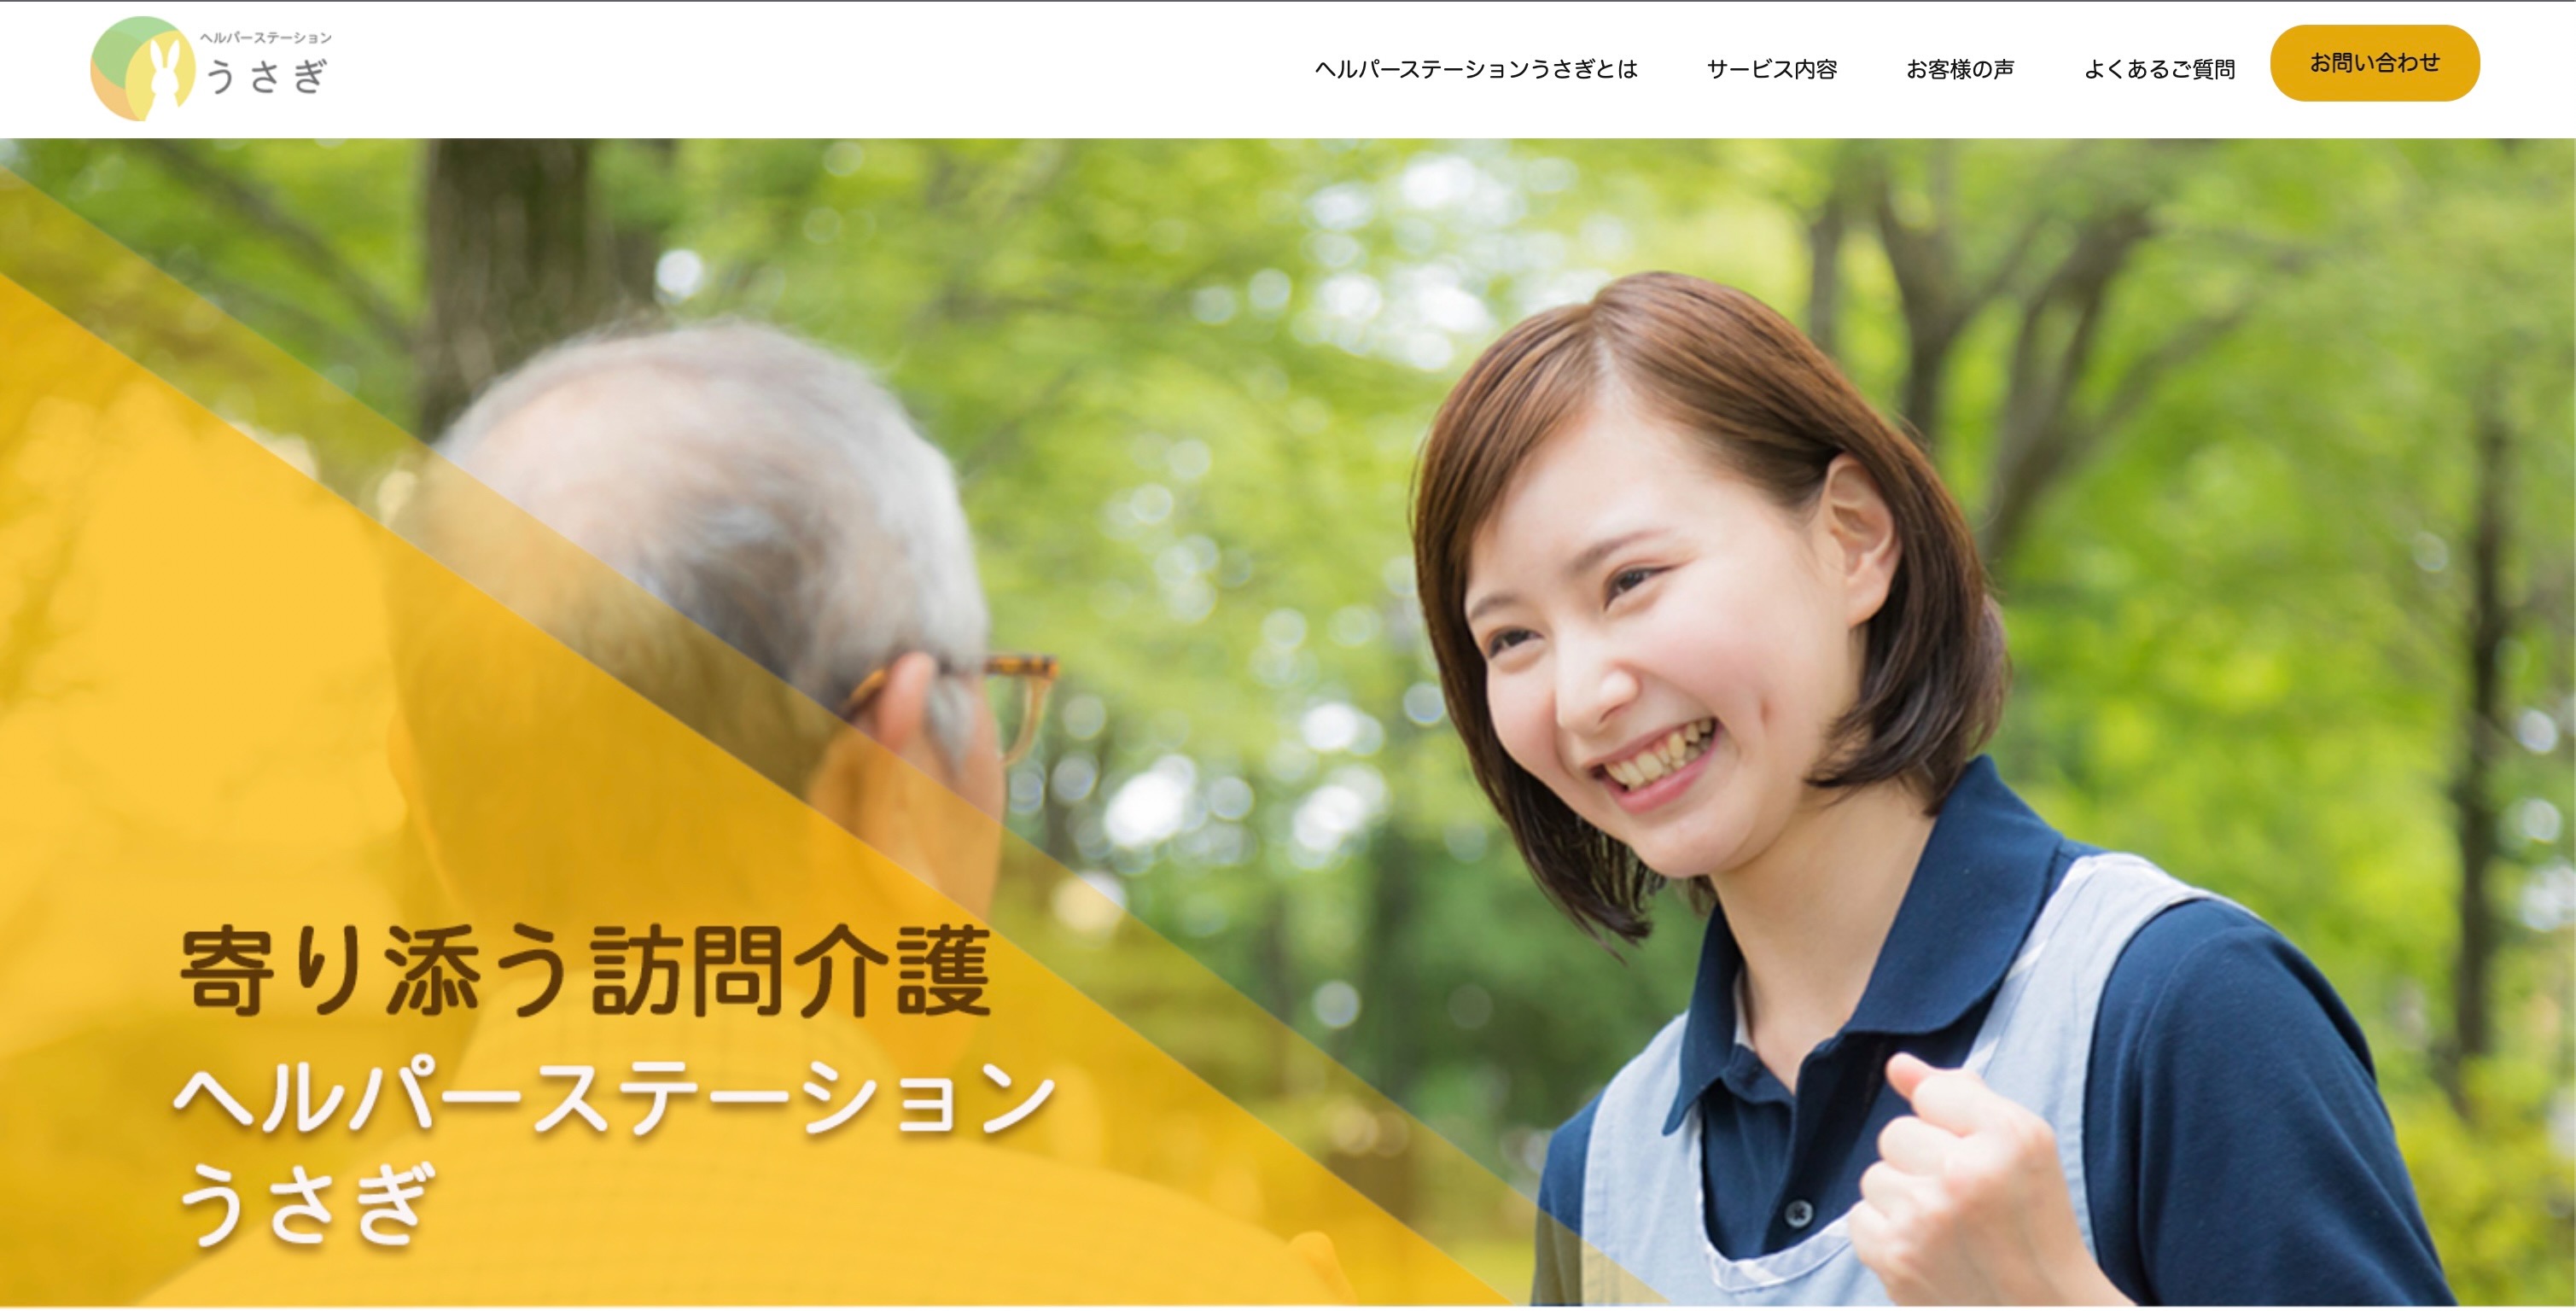 ヘルパーステーション
うさぎ
ヘルパーステーションうさぎとは
サービス内容
お客様の声
よくあるご質問
お問い合わせ
寄り添う訪問介護
ヘルパーステーション
うさぎ